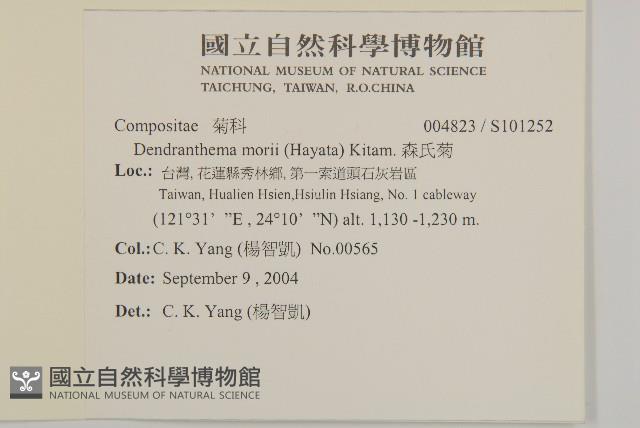 國立自然科學博物館
NATIONAL MUSEUM OF NATURAL SCIENCE
TAICHUNG, TAIWAN, R.O.CHINA
Compositae 菊科 004823 / S101252
Dendranthema morii (Hayata) Kitam. 森氏菊
Loc.: 台灣, 花蓮縣秀林鄉, 第一索道頭石灰岩區
Taiwan, Hualien Hsien,Hsiulin Hsiang, No. 1 cableway
(121°31’ ”E , 24°10’ ”N) alt. 1,130 -1,230 m.
Col.: C. K. Yang (楊智凱) No.00565
Date: September 9 , 2004
Det.: C. K. Yang (楊智凱)
國立自然科學博物館
NATIONAL MUSEUM OF NATURAL SCIENCE